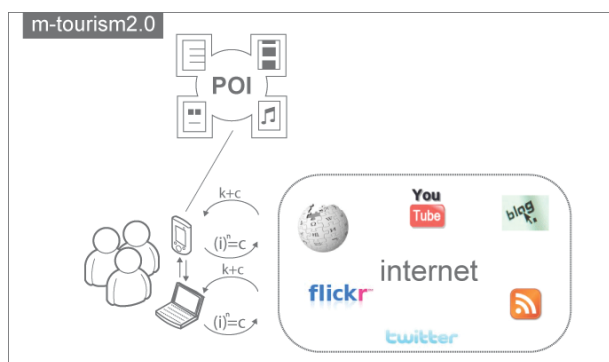 m-tourism2.0
POI
k+c
(i)ⁿ=c
k+c
(i)ⁿ=c
You
Tube
blog
internet
flickr
twitter